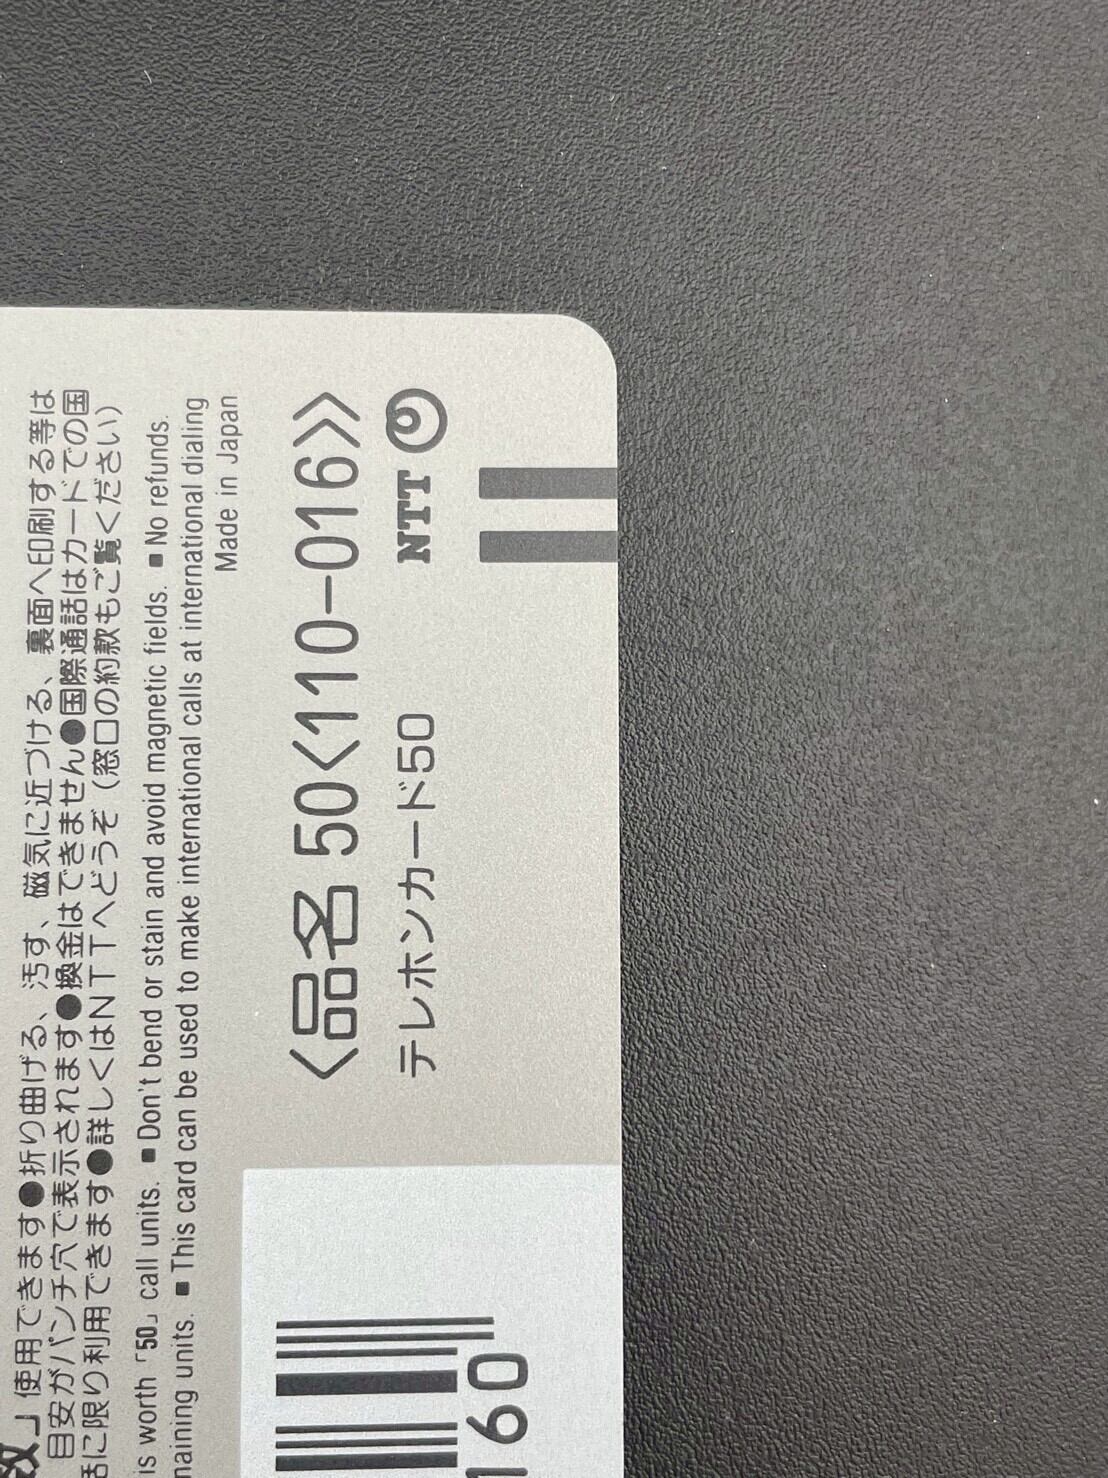 数」使用できます●折り曲げる、汚す、磁気に近づける、裏面へ印刷する等は
目安がパンチ穴で表示されます●換金はできません●国際通話はカードでの国
話に限り利用できます●詳しくはNTTへどうぞ（窓口の約款もご覧ください）
is worth「50」call units. ■ Don't bend or stain and avoid magnetic fields. ■ No refunds.
maining units. ■ This card can be used to make international calls at international dialing
Made in Japan
〈品名 50〈110-016〉〉
テレホンカード50
NTT
160